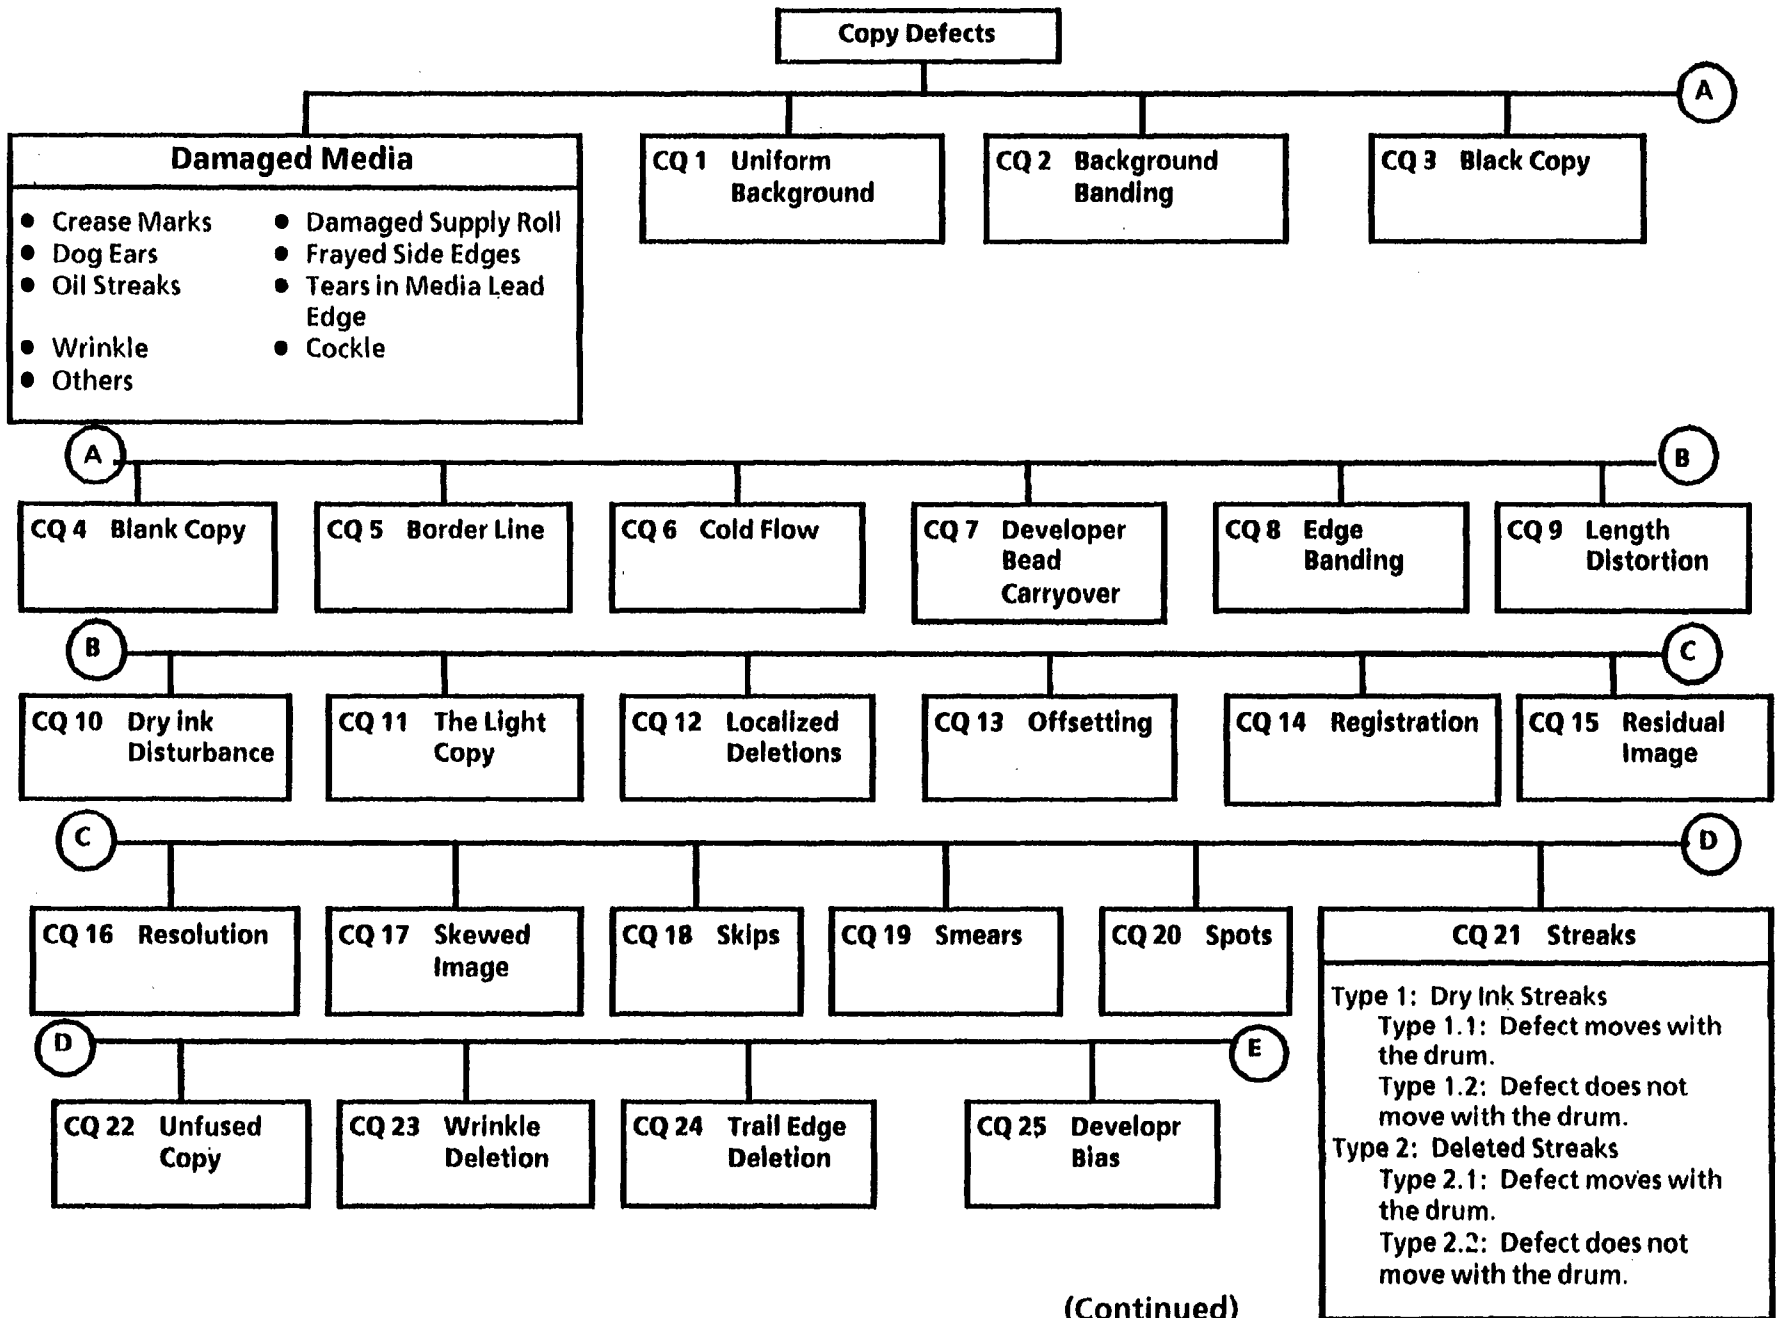 Copy Defects
A
Damaged Media
● Crease Marks
● Dog Ears
● Oil Streaks
● Wrinkle
● Others
● Damaged Supply Roll
● Frayed Side Edges
● Tears in Media Lead
Edge
● Cockle
CQ 1 Uniform
Background
CQ 2 Background
Banding
CQ 3 Black Copy
A
B
CQ 4 Blank Copy
CQ 5 Border Line
CQ 6 Cold Flow
CQ 7 Developer
Bead
Carryover
CQ 8 Edge
Banding
CQ 9 Length
Distortion
B
C
CQ 10 Dry ink
Disturbance
CQ 11 The Light
Copy
CQ 12 Localized
Deletions
CQ 13 Offsetting
CQ 14 Registration
CQ 15 Residual
Image
C
D
CQ 16 Resolution
CQ 17 Skewed
Image
CQ 18 Skips
CQ 19 Smears
CQ 20 Spots
CQ 21 Streaks
Type 1: Dry Ink Streaks
Type 1.1: Defect moves with
the drum.
Type 1.2: Defect does not
move with the drum.
Type 2: Deleted Streaks
Type 2.1: Defect moves with
the drum.
Type 2.2: Defect does not
move with the drum.
D
E
CQ 22 Unfused
Copy
CQ 23 Wrinkle
Deletion
CQ 24 Trail Edge
Deletion
CQ 25 Developr
Bias
(Continued)